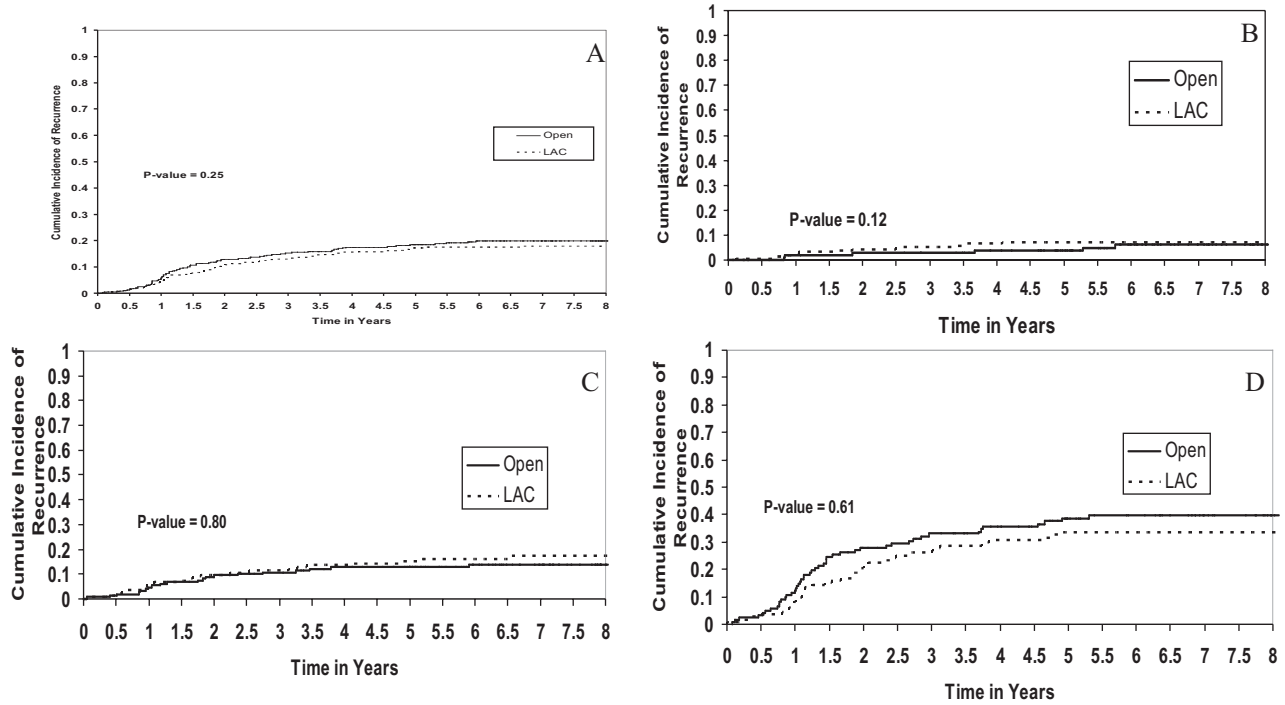 A
Cumulative Incidence of Recurrence
1
0.9
0.8
0.7
0.6
0.5
0.4
0.3
0.2
0.1
0
Open
LAC
P-value = 0.25
0 0.5 1 1.5 2 2.5 3 3.5 4 4.5 5 5.5 6 6.5 7 7.5 8
Time in Years
B
Cumulative Incidence of
Recurrence
1
0.9
0.8
0.7
0.6
0.5
0.4
0.3
0.2
0.1
0
Open
LAC
P-value = 0.12
0 0.5 1 1.5 2 2.5 3 3.5 4 4.5 5 5.5 6 6.5 7 7.5 8
Time in Years
C
Cumulative Incidence of
Recurrence
1
0.9
0.8
0.7
0.6
0.5
0.4
0.3
0.2
0.1
0
Open
LAC
P-value = 0.80
0 0.5 1 1.5 2 2.5 3 3.5 4 4.5 5 5.5 6 6.5 7 7.5 8
Time in Years
D
Cumulative Incidence of
Recurrence
1
0.9
0.8
0.7
0.6
0.5
0.4
0.3
0.2
0.1
0
Open
LAC
P-value = 0.61
0 0.5 1 1.5 2 2.5 3 3.5 4 4.5 5 5.5 6 6.5 7 7.5 8
Time in Years